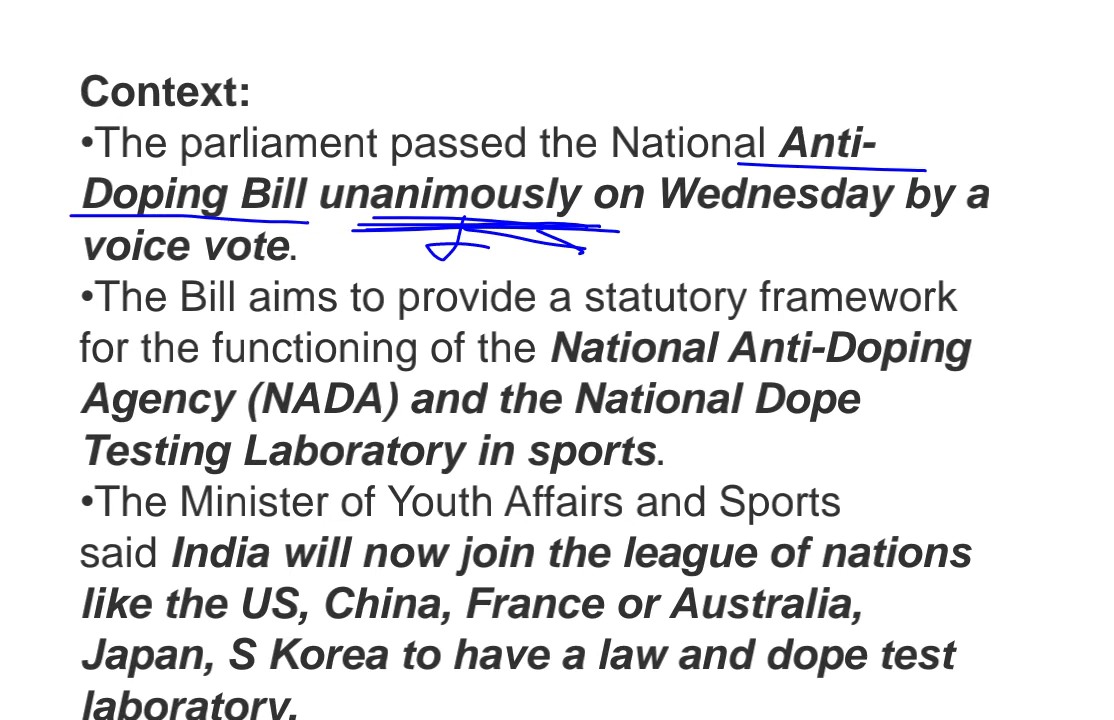 Context:
•The parliament passed the National Anti-
Doping Bill unanimously on Wednesday by a
voice vote.
•The Bill aims to provide a statutory framework
for the functioning of the National Anti-Doping
Agency (NADA) and the National Dope
Testing Laboratory in sports.
•The Minister of Youth Affairs and Sports
said India will now join the league of nations
like the US, China, France or Australia,
Japan, S Korea to have a law and dope test
laboratory.